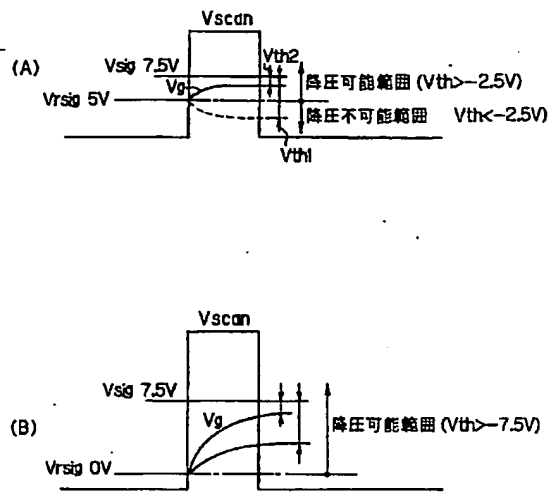 (A)
Vscan
Vsig 7.5V
Vth2
Vg
Vrsig 5V
降圧可能範囲 (Vth>-2.5V)
降圧不可能範囲 Vth<-2.5V)
Vth1
(B)
Vscan
Vsig 7.5V
Vg
降圧可能範囲 (Vth>-7.5V)
Vrsig 0V